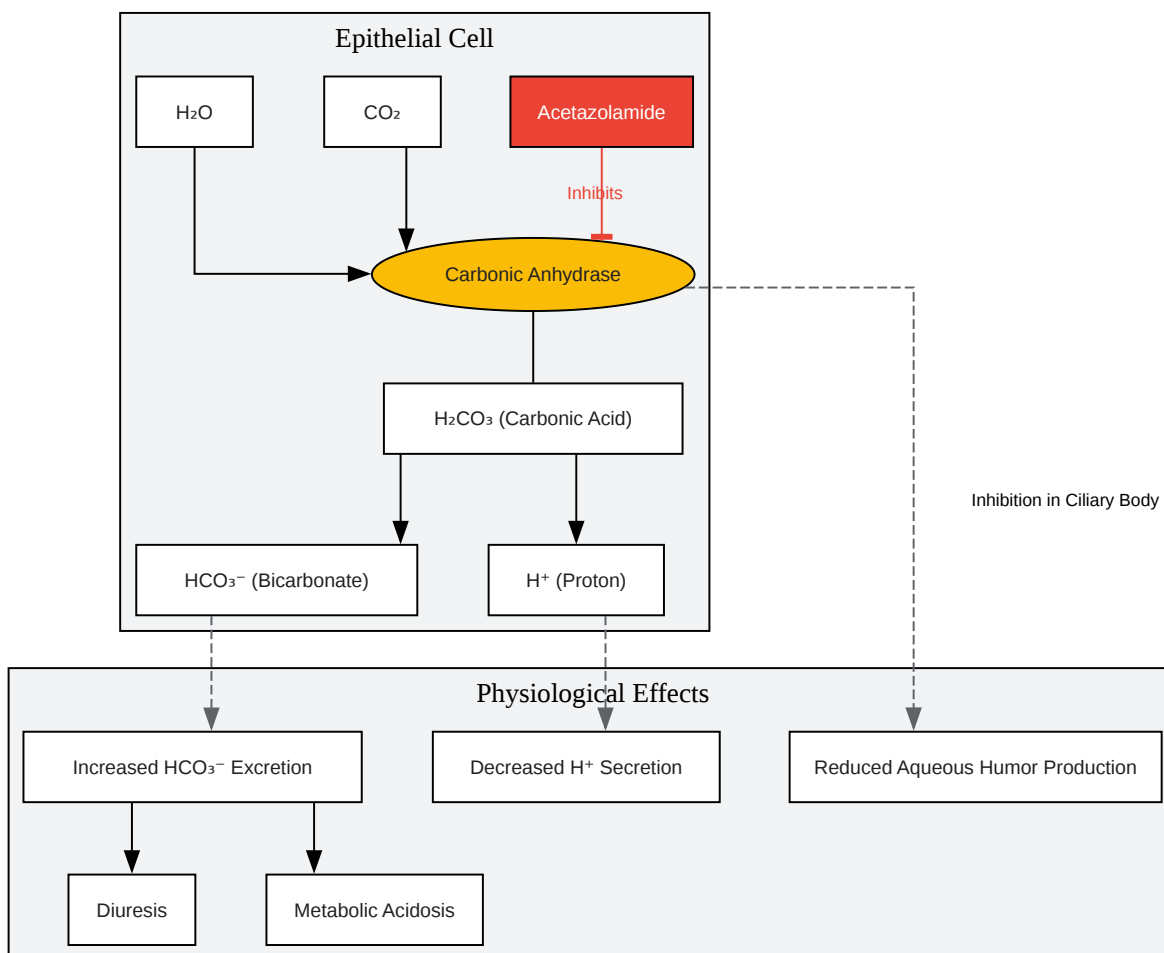 Epithelial Cell
H₂O
CO₂
Acetazolamide
Inhibits
Carbonic Anhydrase
H₂CO₃ (Carbonic Acid)
Inhibition in Ciliary Body
HCO₃⁻ (Bicarbonate)
H⁺ (Proton)
Physiological Effects
Increased HCO₃⁻ Excretion
Decreased H⁺ Secretion
Reduced Aqueous Humor Production
Diuresis
Metabolic Acidosis